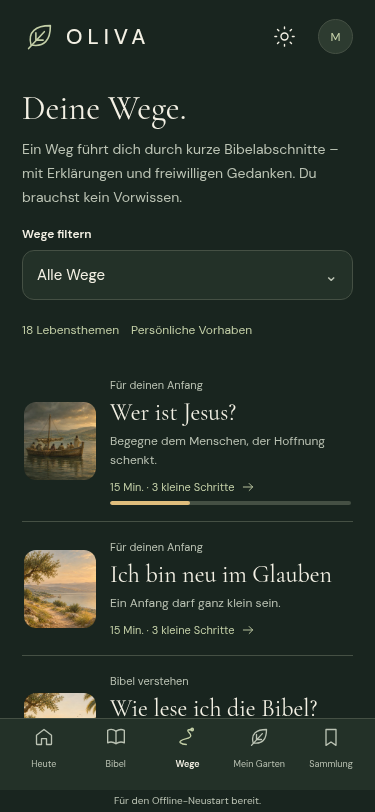 OLIVA
M
Deine Wege.
Ein Weg führt dich durch kurze Bibelabschnitte –
mit Erklärungen und freiwilligen Gedanken. Du
brauchst kein Vorwissen.
Wege filtern
Alle Wege
18 Lebensthemen Persönliche Vorhaben
Für deinen Anfang
Wer ist Jesus?
Begegne dem Menschen, der Hoffnung
schenkt.
15 Min. · 3 kleine Schritte →
Für deinen Anfang
Ich bin neu im Glauben
Ein Anfang darf ganz klein sein.
15 Min. · 3 kleine Schritte →
Bibel verstehen
Wie lese ich die Bibel?
Heute Bibel Wege Mein Garten Sammlung
Für den Offline-Neustart bereit.